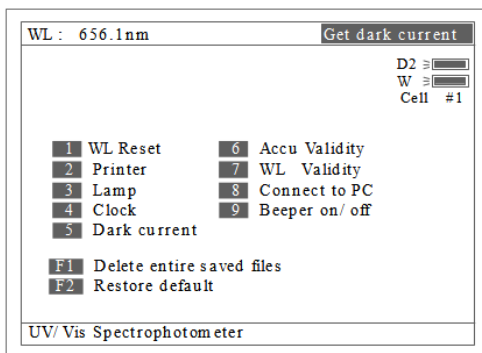 WL : 656.1nm Get dark current
D2
W
Cell #1
1 WL Reset 6 Accu Validity
2 Printer 7 WL Validity
3 Lamp 8 Connect to PC
4 Clock 9 Beeper on/ off
5 Dark current
F1 Delete entire saved files
F2 Restore default
UV/ Vis Spectrophotometer